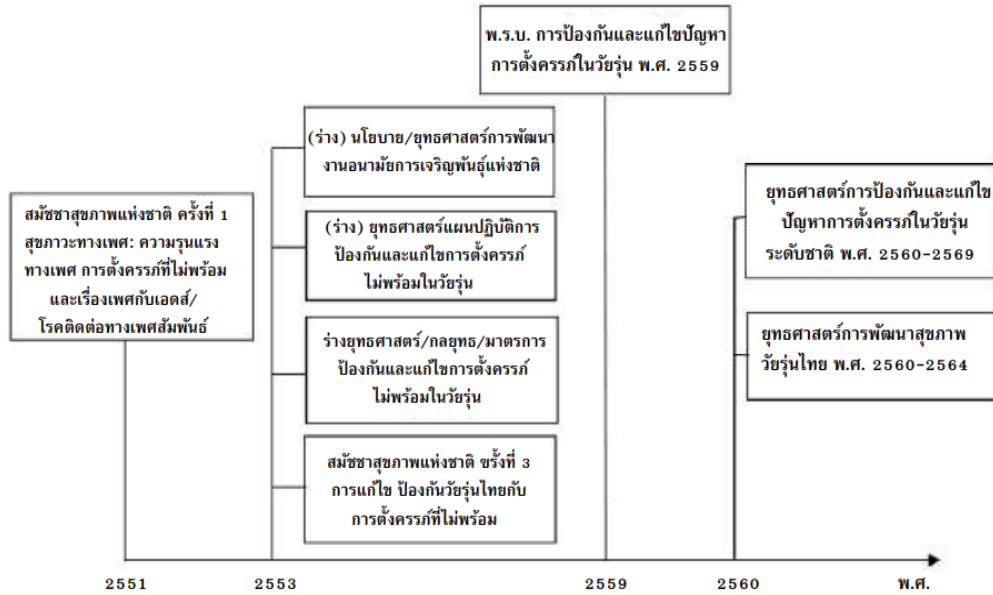 พ.ร.บ. การป้องกันและแก้ไขปัญหา
การตั้งครรภ์ในวัยรุ่น พ.ศ. 2559
(ร่าง) นโยบาย/ยุทธศาสตร์การพัฒนา
งานอนามัยการเจริญพันธุ์แห่งชาติ
สมัชชาสุขภาพแห่งชาติ ครั้งที่ 1
สุขภาวะทางเพศ: ความรุนแรง
ทางเพศ การตั้งครรภ์ที่ไม่พร้อม
และเรื่องเพศกับเอดส์/
โรคติดต่อทางเพศสัมพันธ์
(ร่าง) ยุทธศาสตร์แผนปฏิบัติการ
ป้องกันและแก้ไขการตั้งครรภ์
ไม่พร้อมในวัยรุ่น
ร่างยุทธศาสตร์/กลยุทธ/มาตรการ
ป้องกันและแก้ไขการตั้งครรภ์
ไม่พร้อมในวัยรุ่น
สมัชชาสุขภาพแห่งชาติ ขรั้งที่ 3
การแก้ไข ป้องกันวัยรุ่นไทยกับ
การตั้งครรภ์ที่ไม่พร้อม
ยุทธศาสตร์การป้องกันและแก้ไข
ปัญหาการตั้งครรภ์ในวัยรุ่น
ระดับชาติ พ.ศ. 2560-2569
ยุทธศาสตร์การพัฒนาสุขภาพ
วัยรุ่นไทย พ.ศ. 2560-2564
2551 2553 2559 2560 พ.ศ.